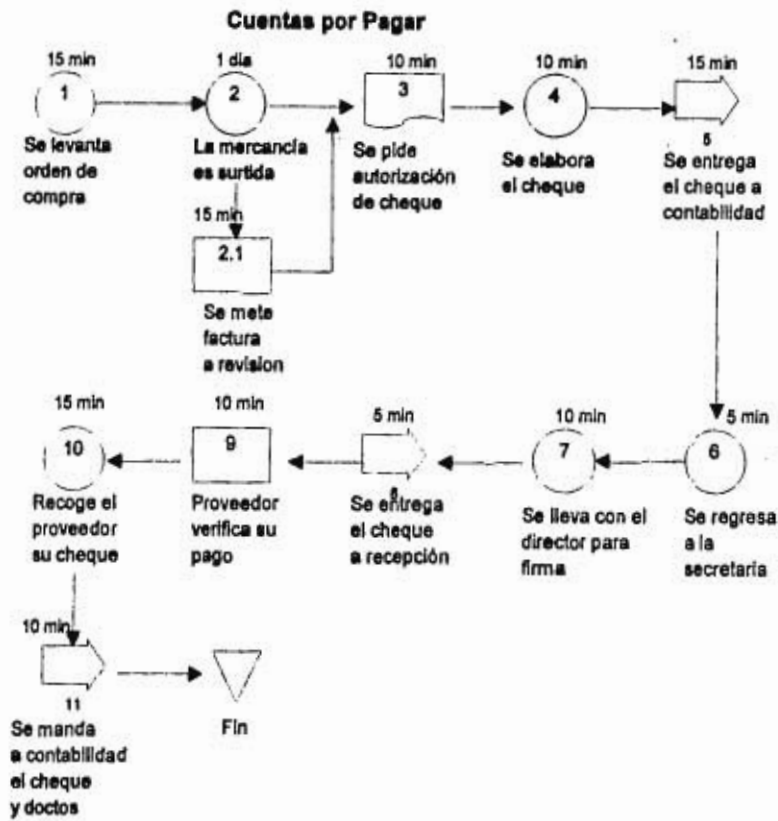 Cuentas por Pagar
15 min
1
Se levanta
orden de
compra
1 dia
2
La mercancía
es surtida
15 min
2.1
Se mete
factura
a revision
10 min
3
Se pide
autorización
de cheque
10 min
4
Se elabora
el cheque
15 min
5
Se entrega
el cheque a
contabilidad
5 min
6
Se regresa
a la
secretaria
10 min
7
Se lleva con el
director para
firma
5 min
8
Se entrega
el cheque
a recepción
10 min
9
Proveedor
verifica su
pago
15 min
10
Recoge el
proveedor
su cheque
10 min
11
Se manda
a contabilidad
el cheque
y doctos
Fin